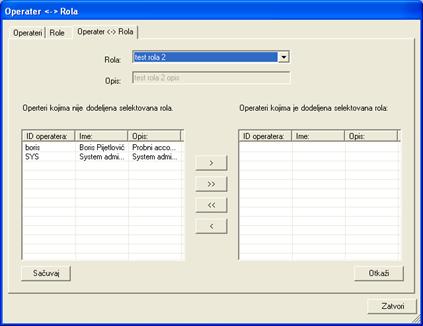 Operater <-> Rola
Operateri Role Operater <-> Rola
Rola: test rola 2
Opis: test rola 2 opis
Operteri kojima nije dodeljena selektovana rola. Operateri kojima je dodeljena selektovana rola:
ID operatera: Ime: Opis: ID operatera: Ime: Opis:
boris Boris Pijetlović Probni acco...
SYS System admi... System admi...
>
>>
<<
<
Sačuvaj Otkaži
Zatvori